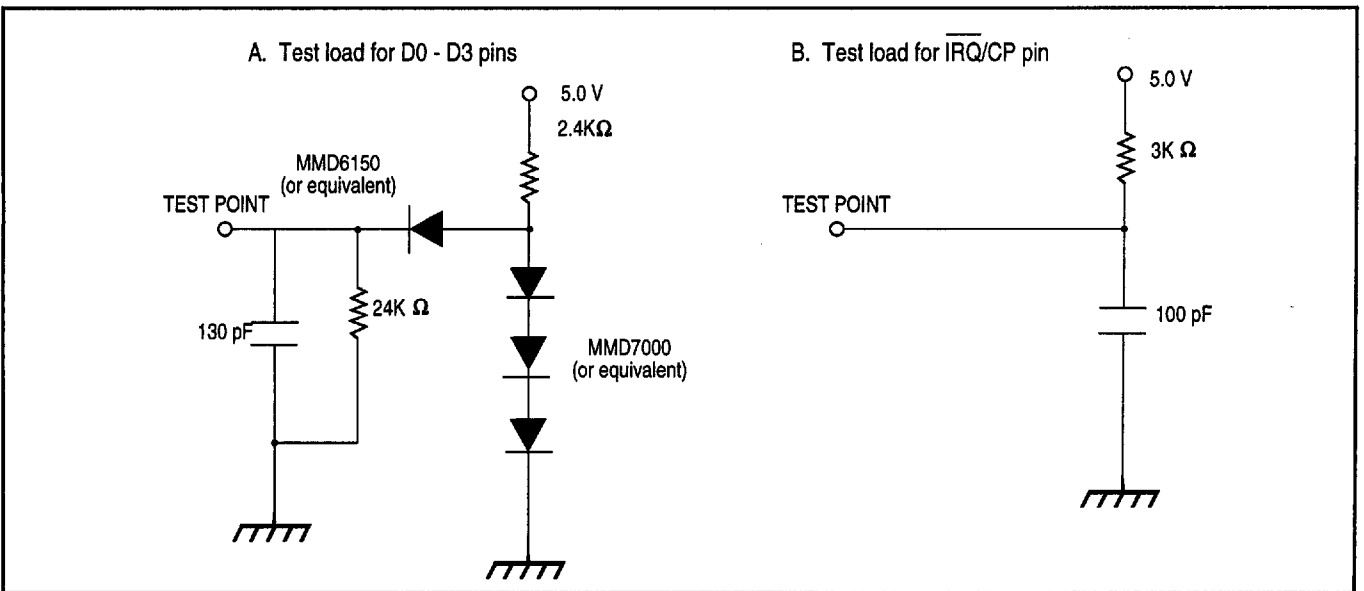 A. Test load for D0 - D3 pins
5.0 V
2.4KΩ
MMD6150
(or equivalent)
TEST POINT
24K Ω
130 pF
MMD7000
(or equivalent)
B. Test load for I̅R̅Q̅/CP pin
5.0 V
3K Ω
TEST POINT
100 pF